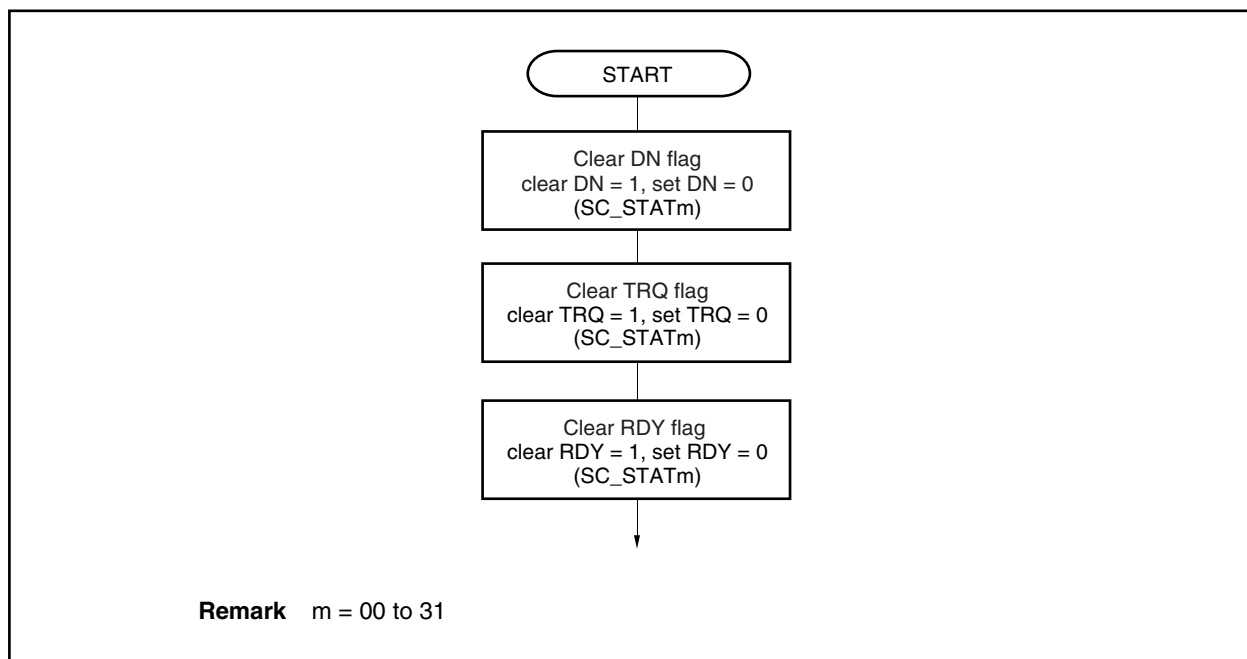 START
Clear DN flag
clear DN = 1, set DN = 0
(SC_STATm)
Clear TRQ flag
clear TRQ = 1, set TRQ = 0
(SC_STATm)
Clear RDY flag
clear RDY = 1, set RDY = 0
(SC_STATm)
Remark m = 00 to 31